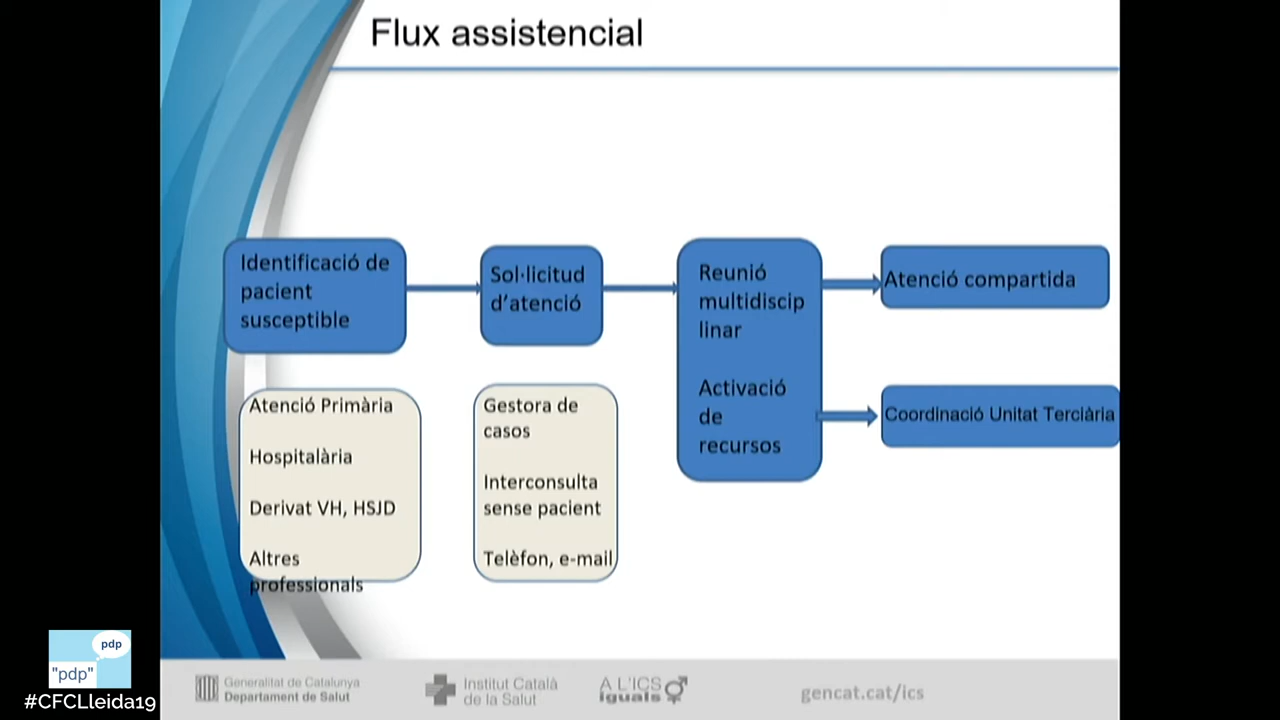 Flux assistencial
Identificació de
pacient
susceptible
Sol·licitud
d'atenció
Reunió
multidiscip
linar
Activació
de
recursos
Atenció compartida
Coordinació Unitat Terciària
Atenció Primària
Hospitalària
Derivat VH, HSJD
Altres
professionals
Gestora de
casos
Interconsulta
sense pacient
Telèfon, e-mail
pdp
"pdp"
#CFCLleida19
Generalitat de Catalunya
Departament de Salut
Institut Català
de la Salut
A L'ICS
iguals
gencat.cat/ics